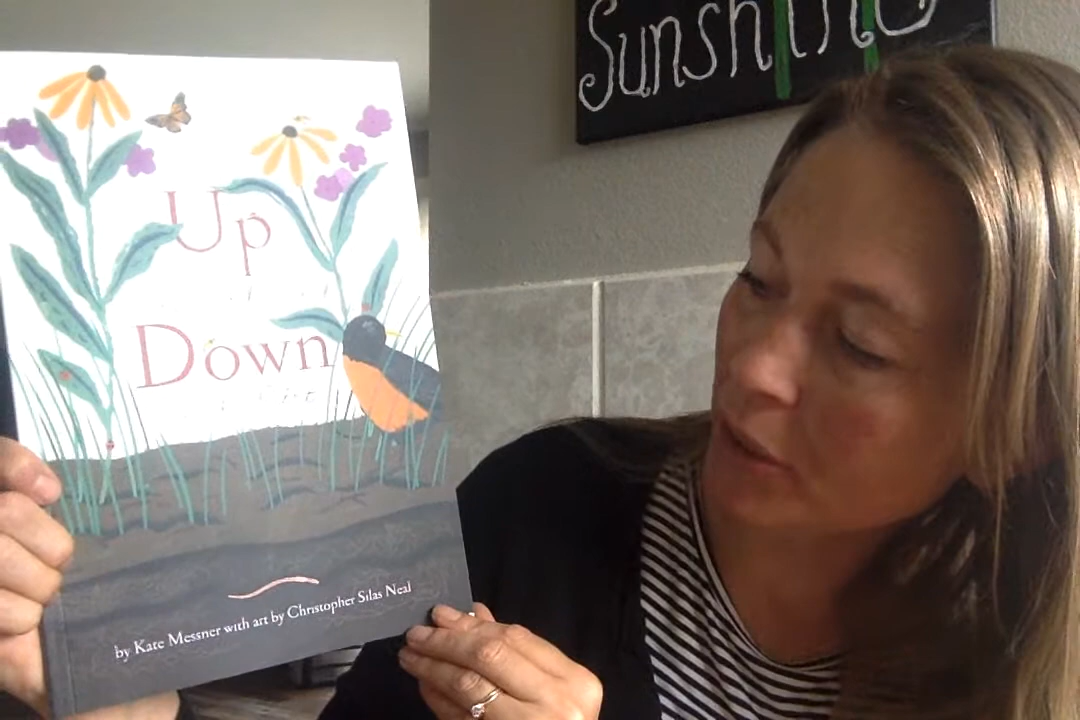 Sunshine
Up
Down
by Kate Messner with art by Christopher Silas Neal